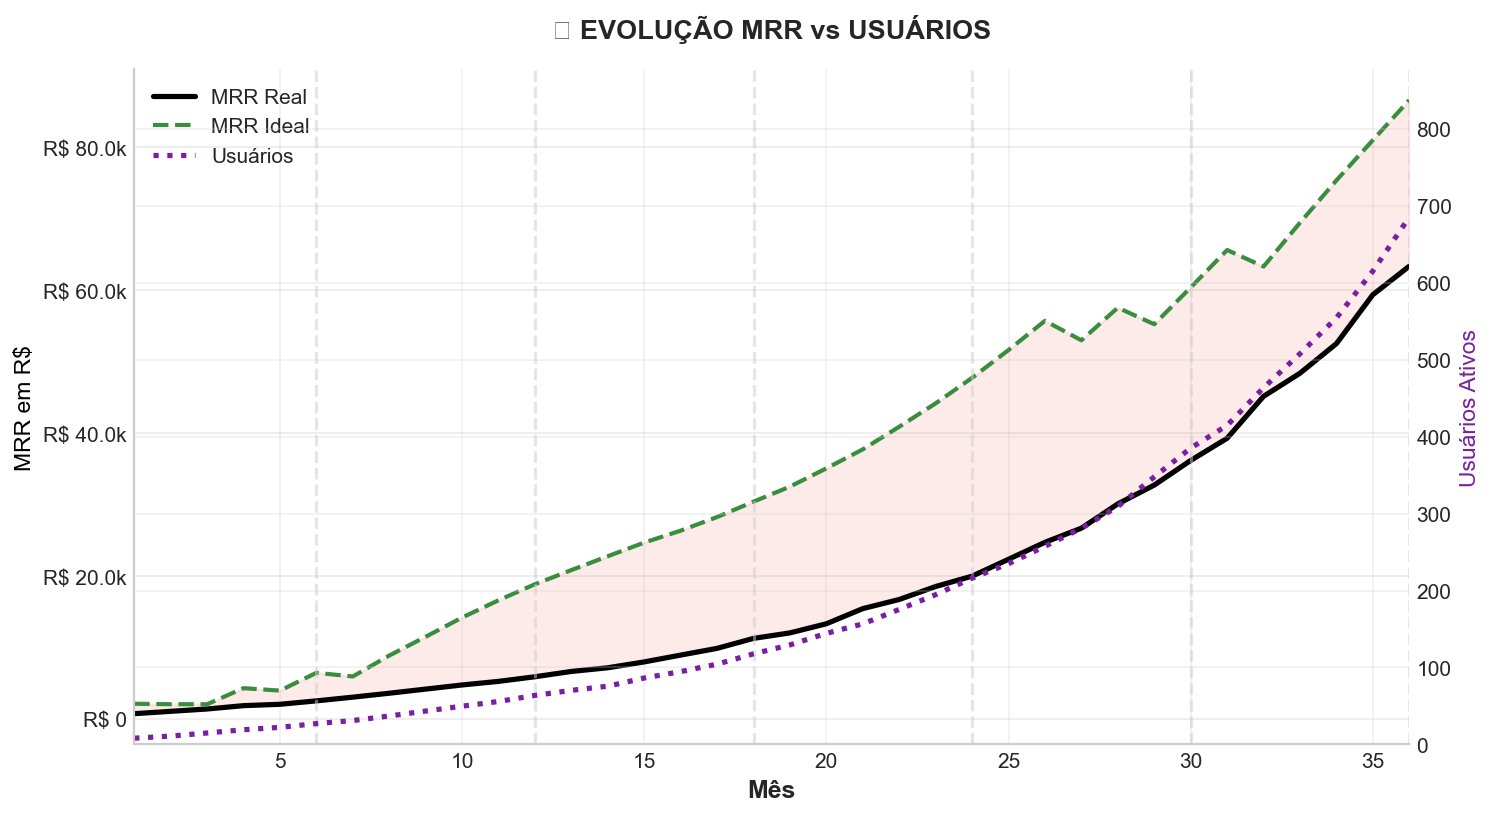 EVOLUÇÃO MRR vs USUÁRIOS
MRR Real
MRR Ideal
Usuários
R$ 80.0k
R$ 60.0k
R$ 40.0k
R$ 20.0k
R$ 0
MRR em R$
800
700
600
500
400
300
200
100
0
Usuários Ativos
5
10
15
20
25
30
35
Mês